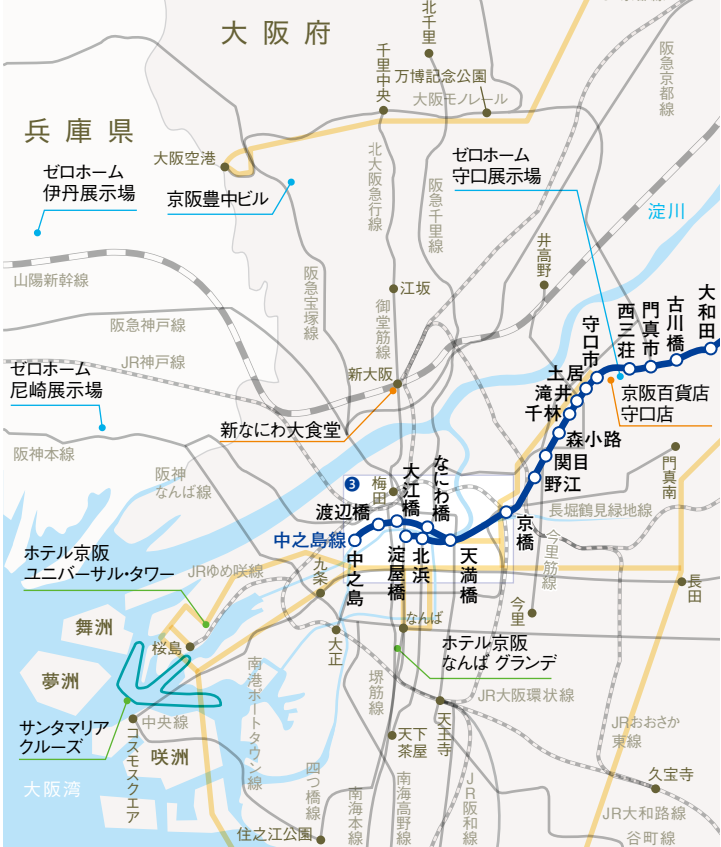 大阪府
北千里
千里中央
万博記念公園
大阪モノレール
阪急京都線
兵庫県
大阪空港
ゼロホーム
伊丹展示場
京阪豊中ビル
北大阪急行線
阪急千里線
ゼロホーム
守口展示場
淀川
井高野
山陽新幹線
阪急宝塚線
江坂
御堂筋線
阪急神戸線
JR神戸線
新大阪
ゼロホーム
尼崎展示場
新なにわ大食堂
大和田
古川橋
門真市
西三荘
守口市
土居
滝井
千林
森小路
関目
野江
京阪百貨店
守口店
門真南
阪神本線
阪神
なんば線
3
梅田
大江橋
なにわ橋
渡辺橋
中之島線
中之島
淀屋橋
北浜
天満橋
京橋
長堀鶴見緑地線
今里筋線
ホテル京阪
ユニバーサル・タワー
JRゆめ咲線
九条
長田
舞洲
桜島
大正
なんば
今里
ホテル京阪
なんば グランデ
夢洲
南港ポートタウン線
堺筋線
JR大阪環状線
天王寺
サンタマリア
クルーズ
中央線
コスモスクエア
咲洲
天下
茶屋
JRおおさか
東線
大阪湾
四つ橋線
南海本線
南海高野線
JR阪和線
久宝寺
JR大和路線
住之江公園
谷町線